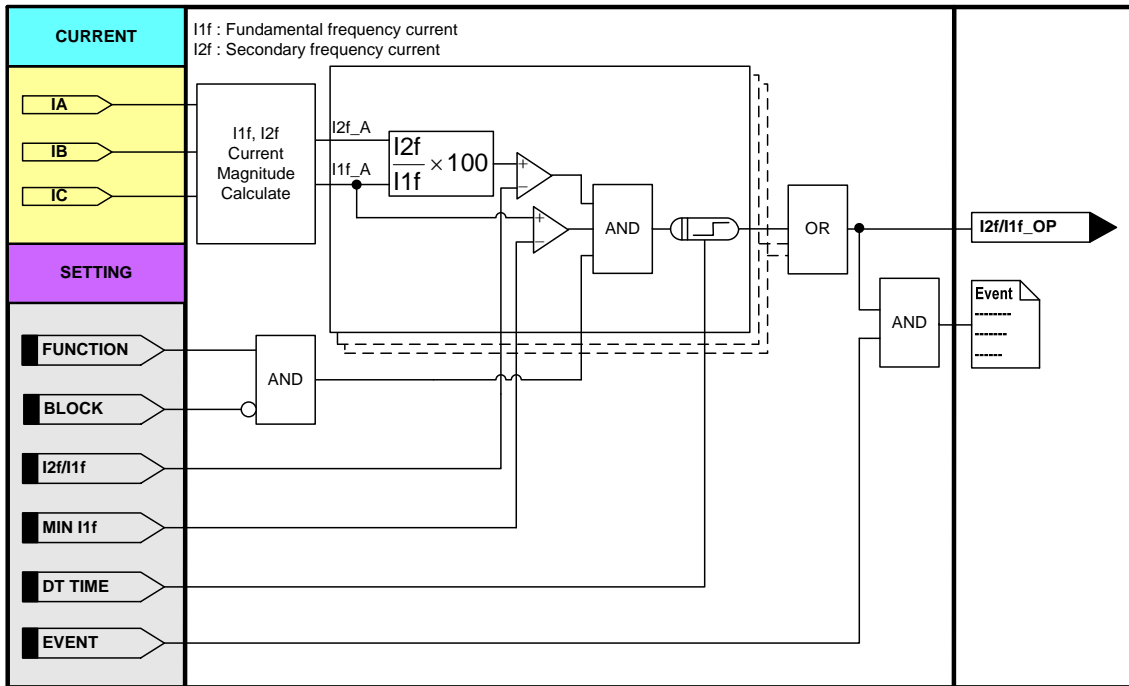 CURRENT
I1f : Fundamental frequency current
I2f : Secondary frequency current
IA
IB
IC
I1f, I2f
Current
Magnitude
Calculate
I2f_A
I1f_A
I2f
I1f
×100
+
−
+
−
AND
OR
I2f/I1f_OP
SETTING
FUNCTION
BLOCK
I2f/I1f
MIN I1f
DT TIME
EVENT
AND
AND
Event